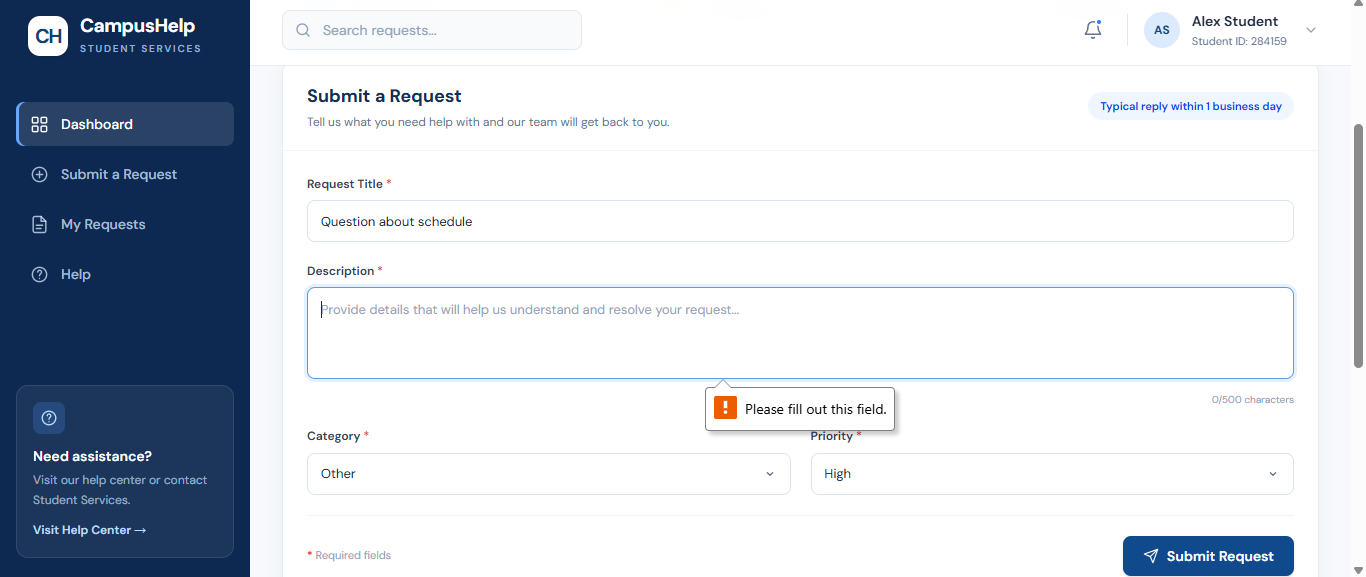 CH
CampusHelp
STUDENT SERVICES
Dashboard
Submit a Request
My Requests
Help
Need assistance?
Visit our help center or contact
Student Services.
Visit Help Center →
Search requests...
AS
Alex Student
Student ID: 284159
Submit a Request
Tell us what you need help with and our team will get back to you.
Typical reply within 1 business day
Request Title *
Question about schedule
Description *
Provide details that will help us understand and resolve your request...
! Please fill out this field.
0/500 characters
Category *
Other
Priority *
High
* Required fields
Submit Request